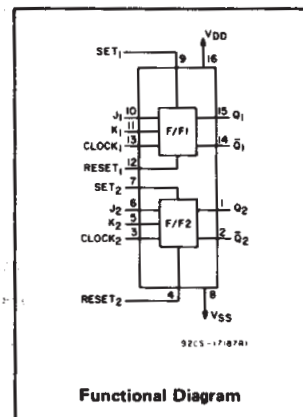 SET1
VDD
9 16
J1 10 15 Q1
K1 11 F/F1
CLOCK1 13 14 Q̅1
RESET1 12
SET2 7
J2 6 1 Q2
K2 5 F/F2
CLOCK2 3 2 Q̅2
RESET2 4 8
VSS
92CS-17187R1
Functional Diagram